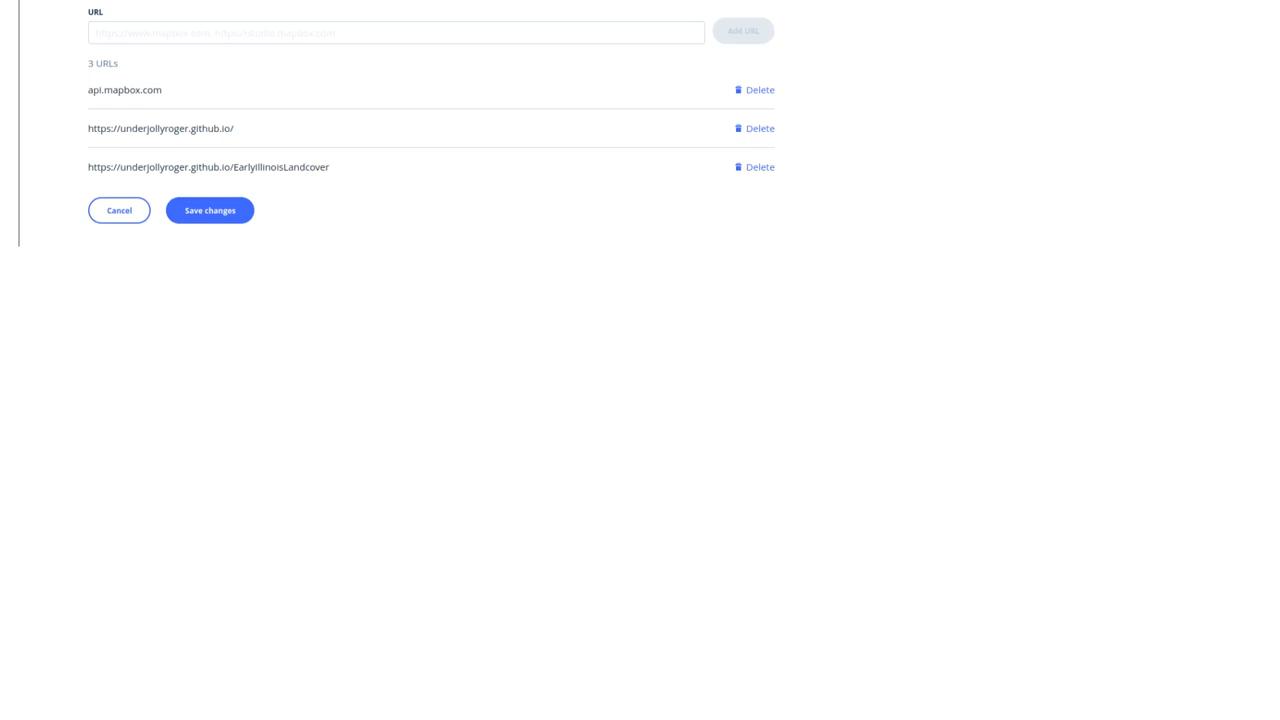 URL
https://www.mapbox.com, https://studio.mapbox.com
Add URL
3 URLs
api.mapbox.com
Delete
https://underjollyroger.github.io/
Delete
https://underjollyroger.github.io/EarlyIllinoisLandcover
Delete
Cancel
Save changes